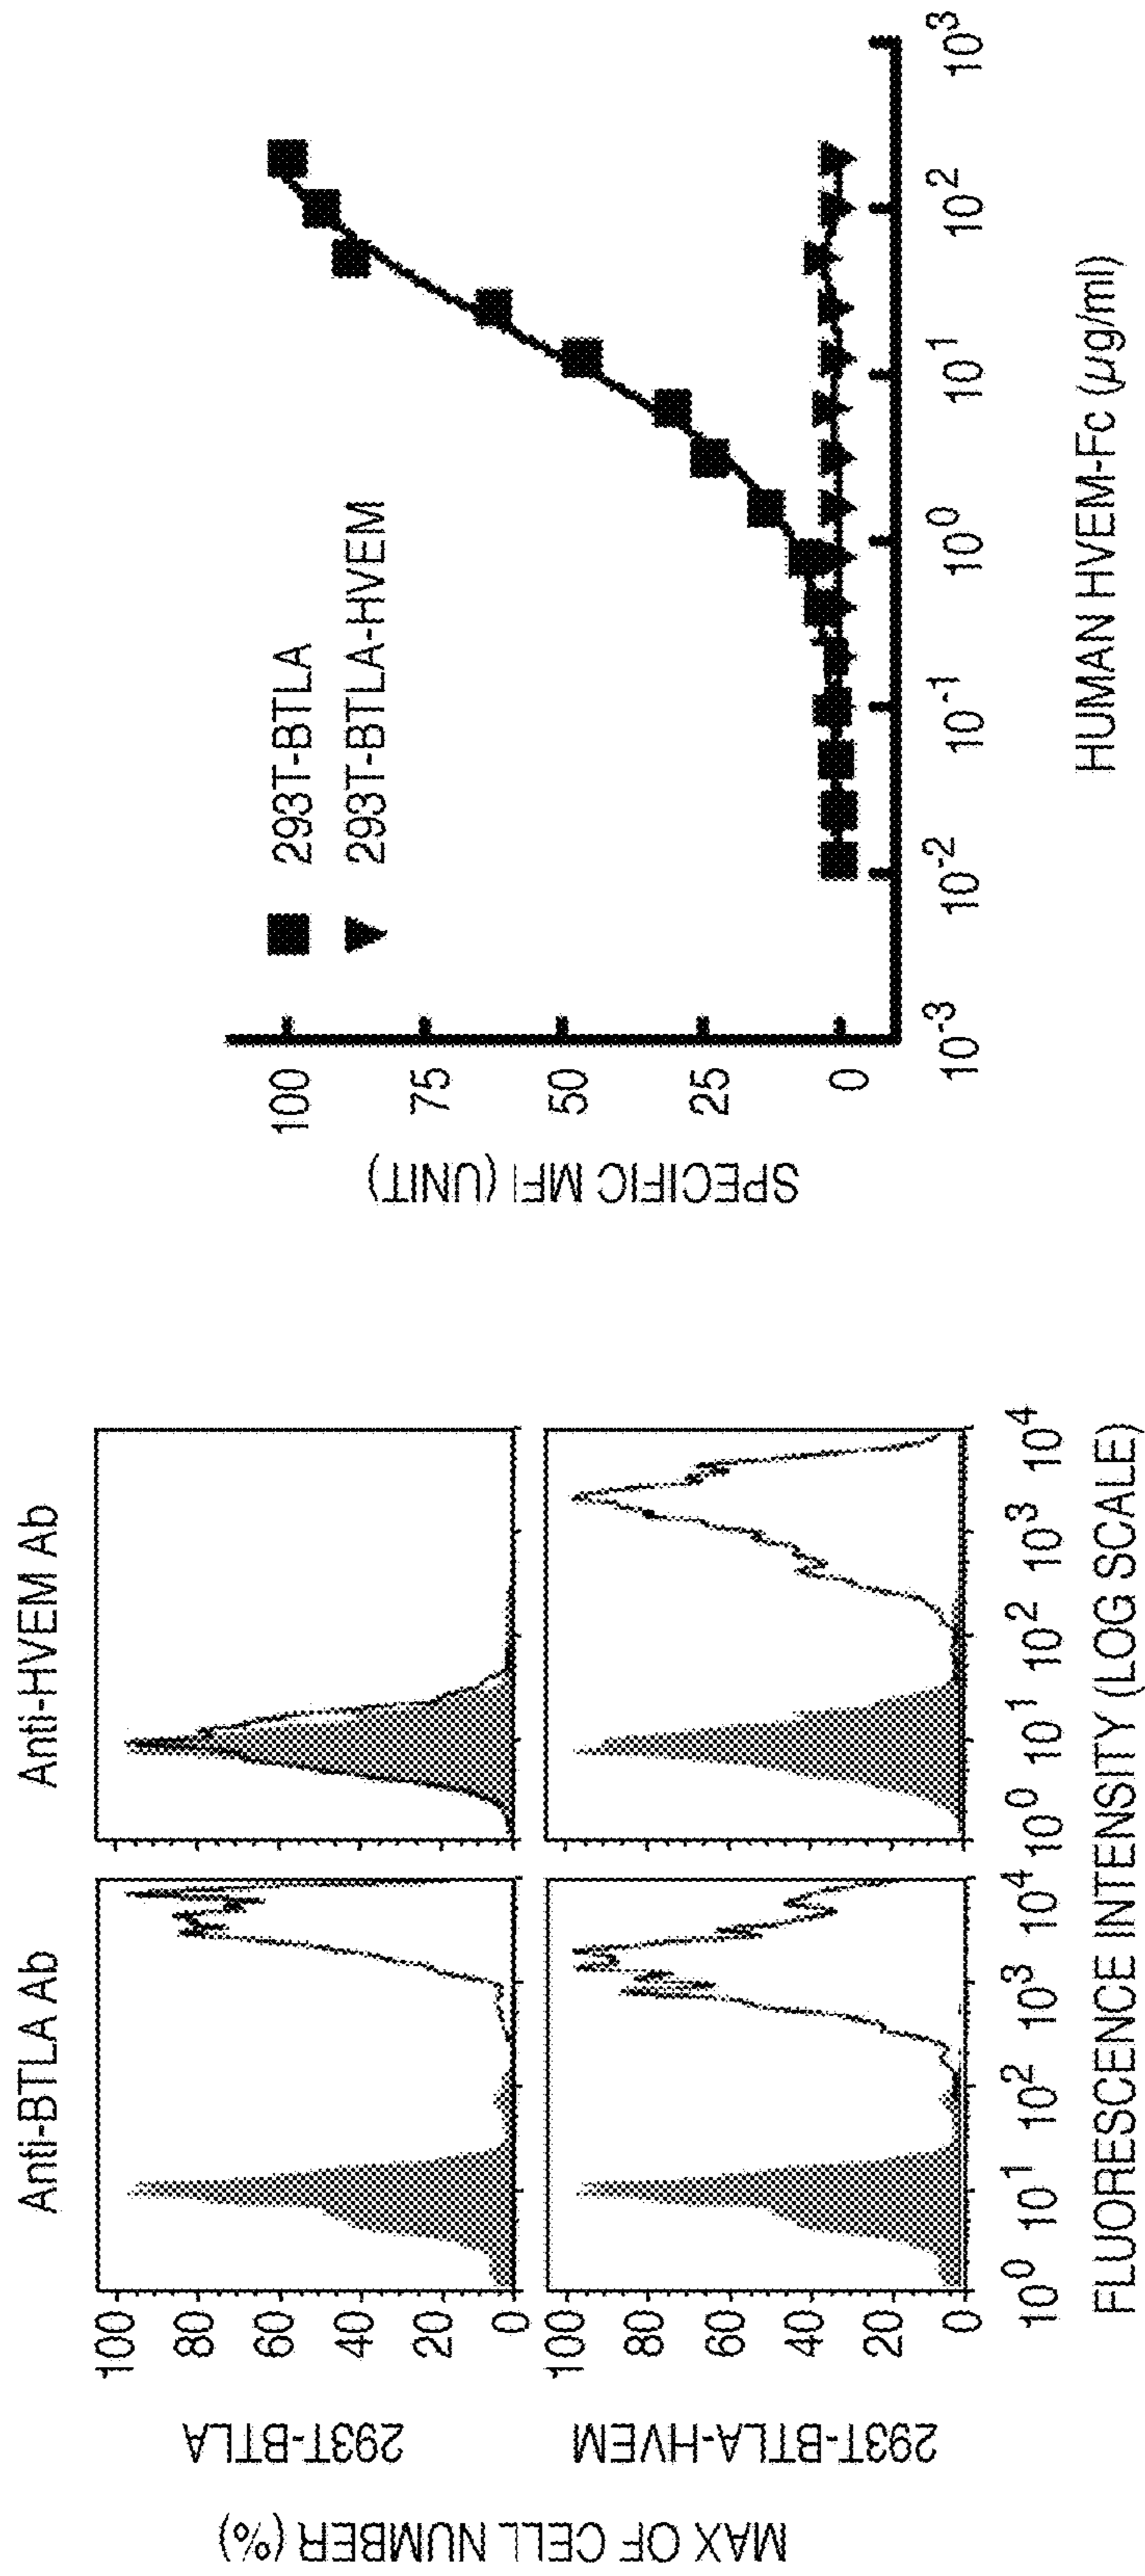 Anti-BTLA Ab
Anti-HVEM Ab
MAX OF CELL NUMBER (%)
293T-BTLA
100
80
60
40
20
0
293T-BTLA-HVEM
100
80
60
40
20
0
10⁰ 10¹ 10² 10³ 10⁴
10⁰ 10¹ 10² 10³ 10⁴
FLUORESCENCE INTENSITY (LOG SCALE)
293T-BTLA
293T-BTLA-HVEM
SPECIFIC MFI (UNIT)
100
75
50
25
0
10⁻³ 10⁻² 10⁻¹ 10⁰ 10¹ 10² 10³
HUMAN HVEM-Fc (µg/ml)